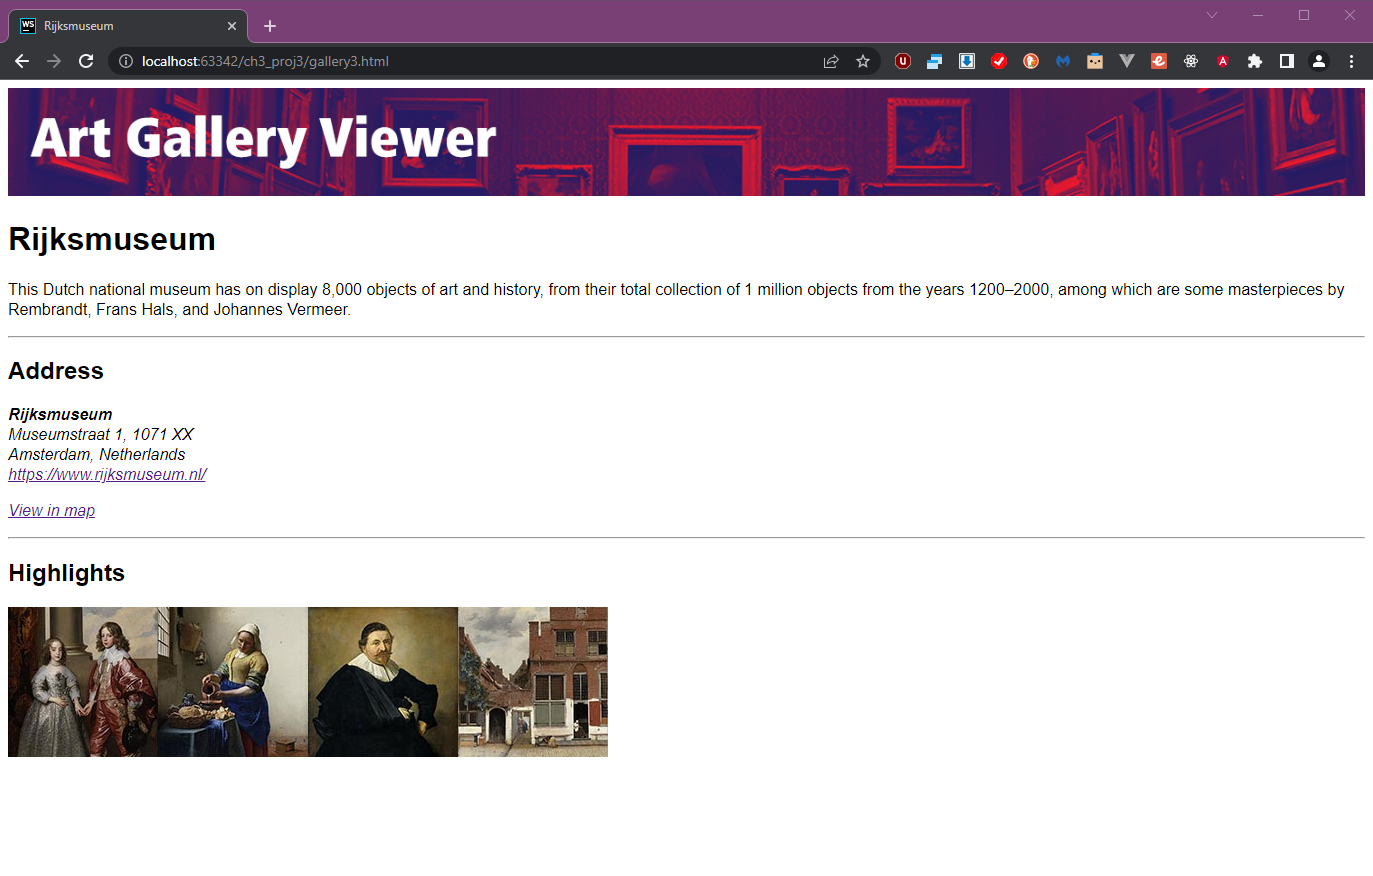 WS
Rijksmuseum
localhost:63342/ch3_proj3/gallery3.html
Art Gallery Viewer
Rijksmuseum
This Dutch national museum has on display 8,000 objects of art and history, from their total collection of 1 million objects from the years 1200–2000, among which are some masterpieces by
Rembrandt, Frans Hals, and Johannes Vermeer.
Address
Rijksmuseum
Museumstraat 1, 1071 XX
Amsterdam, Netherlands
https://www.rijksmuseum.nl/
View in map
Highlights